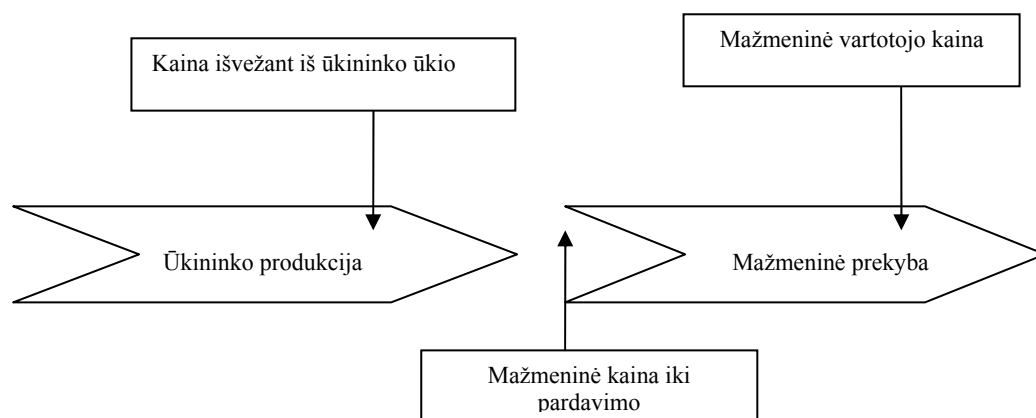 Kaina išvežant iš ūkininko ūkio
Mažmeninė vartotojo kaina
Ūkininko produkcija
Mažmeninė prekyba
Mažmeninė kaina iki
pardavimo